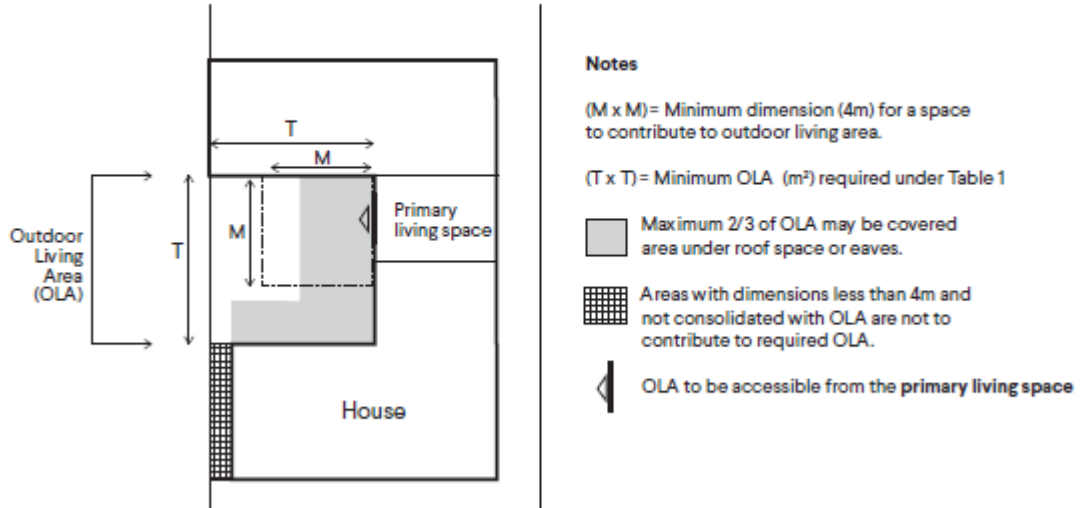 T
M
M
T
Primary
living space
Outdoor
Living
Area
(OLA)
House
Notes
(M x M)= Minimum dimension (4m) for a space
to contribute to outdoor living area.
(T x T)= Minimum OLA (m²) required under Table 1
Maximum 2/3 of OLA may be covered
area under roof space or eaves.
Areas with dimensions less than 4m and
not consolidated with OLA are not to
contribute to required OLA.
OLA to be accessible from the primary living space